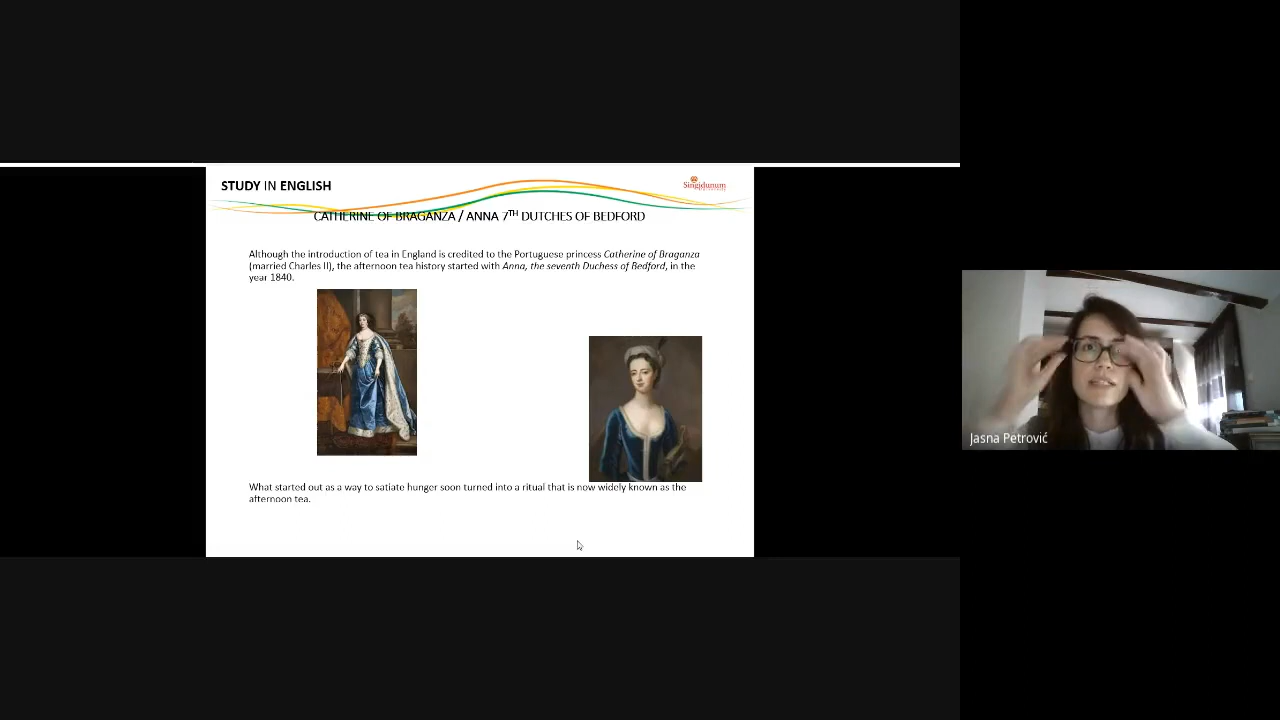 STUDY IN ENGLISH
Singidunum
CATHERINE OF BRAGANZA / ANNA 7TH DUTCHES OF BEDFORD
Although the introduction of tea in England is credited to the Portuguese princess Catherine of Braganza
(married Charles II), the afternoon tea history started with Anna, the seventh Duchess of Bedford, in the
year 1840.
What started out as a way to satiate hunger soon turned into a ritual that is now widely known as the
afternoon tea.
Jasna Petrović